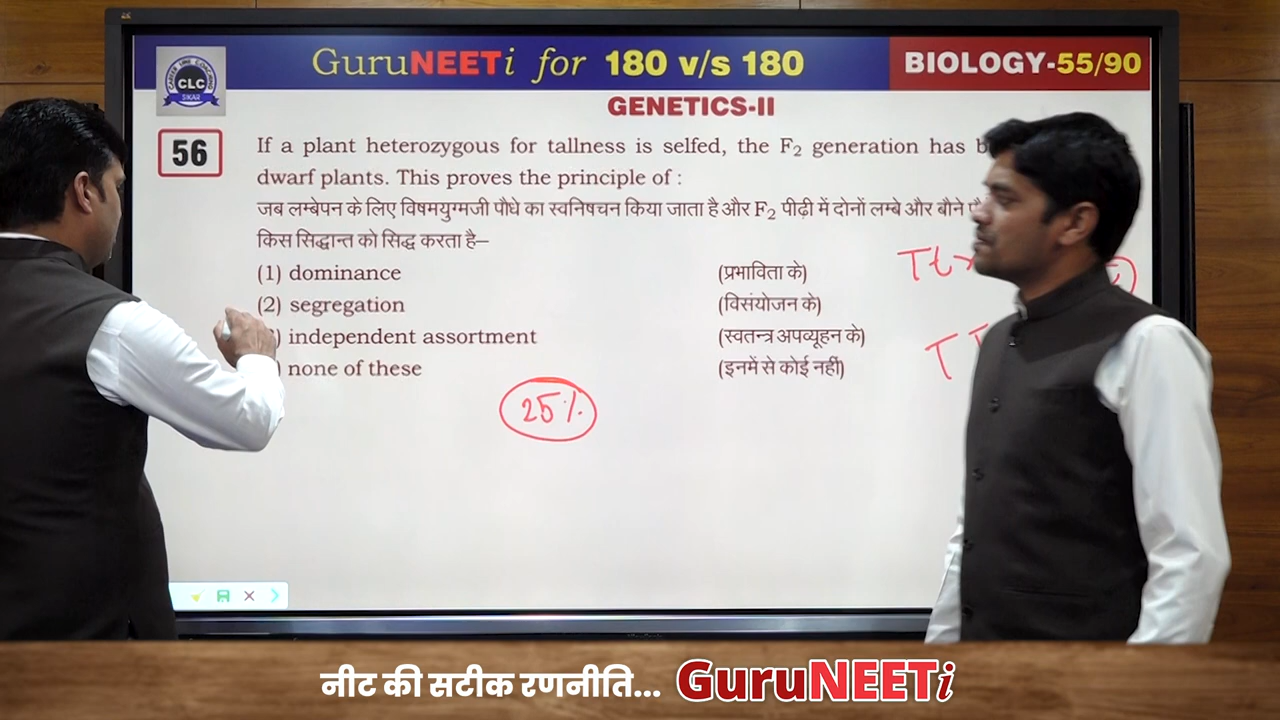 GuruNEETi for 180 v/s 180
BIOLOGY-55/90
CLC
SIKAR
GENETICS-II
56
If a plant heterozygous for tallness is selfed, the F₂ generation has
dwarf plants. This proves the principle of :
जब लम्बेपन के लिए विषमयुग्मजी पौधे का स्वनिषचन किया जाता है और F₂ पीढ़ी में दोनों लम्बे और बौने
किस सिद्धान्त को सिद्ध करता है–
(1) dominance (प्रभाविता के)
(2) segregation (विसंयोजन के)
) independent assortment (स्वतन्त्र अपव्यूहन के)
) none of these (इनमें से कोई नहीं)
Tt x
T T
25%
नीट की सटीक रणनीति... GuruNEETi